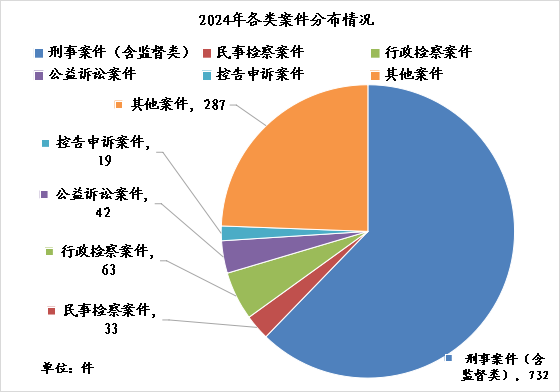 2024年各类案件分布情况
刑事案件（含监督类） 民事检察案件 行政检察案件
公益诉讼案件 控告申诉案件 其他案件
其他案件，287
控告申诉案件，
19
公益诉讼案件，
42
行政检察案件，
63
民事检察案件，
33
刑事案件（含
监督类），732
单位：件